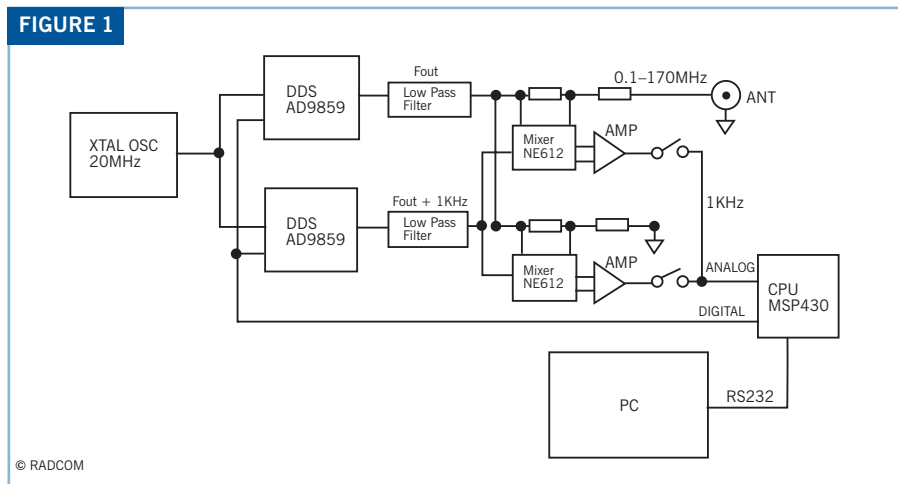 FIGURE 1
XTAL OSC
20MHz
DDS
AD9859
Fout
Low Pass
Filter
0.1–170MHz
ANT
Mixer
NE612
AMP
DDS
AD9859
Fout + 1KHz
Low Pass
Filter
1KHz
Mixer
NE612
AMP
ANALOG
CPU
MSP430
DIGITAL
PC
RS232
© RADCOM